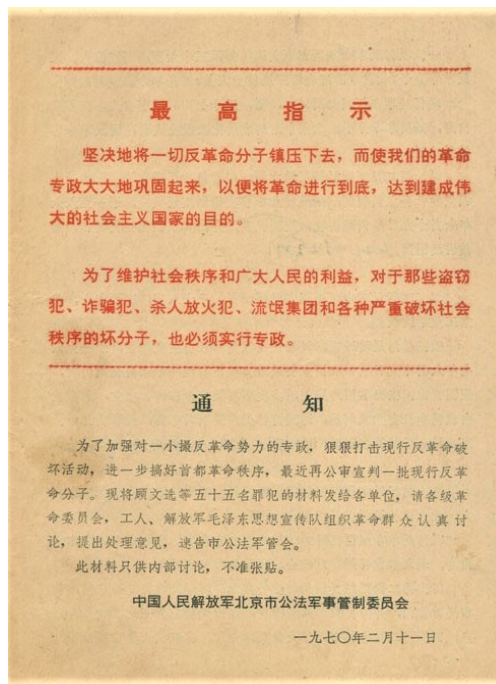 最高指示
坚决地将一切反革命分子镇压下去，而使我们的革命
专政大大地巩固起来，以便将革命进行到底，达到建成伟
大的社会主义国家的目的。
为了维护社会秩序和广大人民的利益，对于那些盗窃
犯、诈骗犯、杀人放火犯、流氓集团和各种严重破坏社会
秩序的坏分子，也必须实行专政。
通知
为了加强对一小撮反革命势力的专政，狠狠打击现行反革命破
坏活动，进一步搞好首都革命秩序，最近再公审宣判一批现行反革
命分子。现将顾文选等五十五名罪犯的材料发给各单位，请各级革
命委员会，工人、解放军毛泽东思想宣传队组织革命群众认真讨
论，提出处理意见，速告市公法军管会。
此材料只供内部讨论，不准张贴。
中国人民解放军北京市公法军事管制委员会
一九七〇年二月十一日